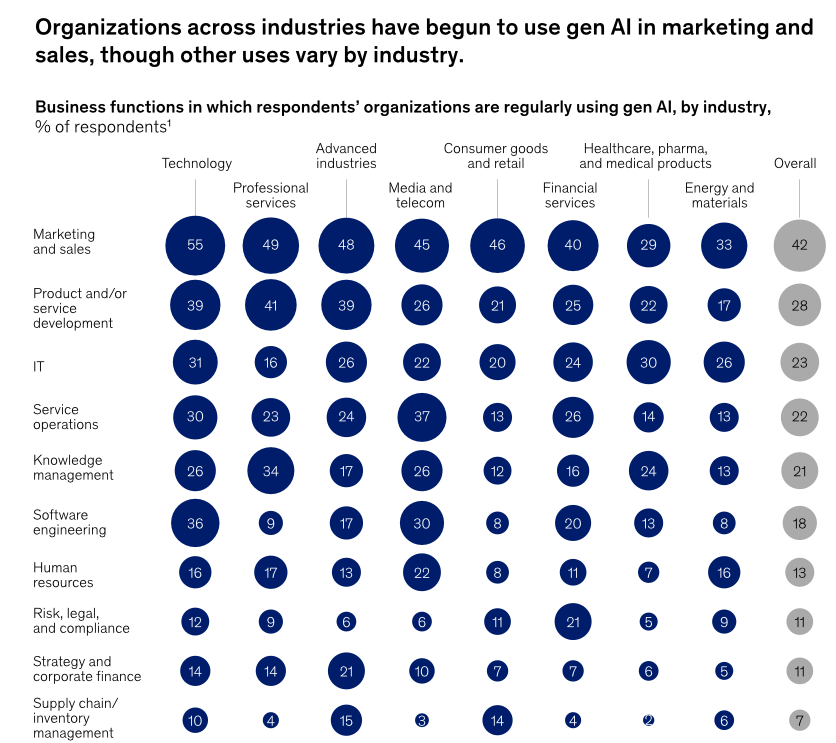 Organizations across industries have begun to use gen AI in marketing and
sales, though other uses vary by industry.
Business functions in which respondents’ organizations are regularly using gen AI, by industry,
% of respondents¹
Technology
Professional
services
Advanced
industries
Media and
telecom
Consumer goods
and retail
Financial
services
Healthcare, pharma,
and medical products
Energy and
materials
Overall
Marketing
and sales
55 49 48 45 46 40 29 33 42
Product and/or
service
development
39 41 39 26 21 25 22 17 28
IT
31 16 26 22 20 24 30 26 23
Service
operations
30 23 24 37 13 26 14 13 22
Knowledge
management
26 34 17 26 12 16 24 13 21
Software
engineering
36 9 17 30 8 20 13 8 18
Human
resources
16 17 13 22 8 11 7 16 13
Risk, legal,
and compliance
12 9 6 6 11 21 5 9 11
Strategy and
corporate finance
14 14 21 10 7 7 6 5 11
Supply chain/
inventory
management
10 4 15 3 14 4 2 6 7